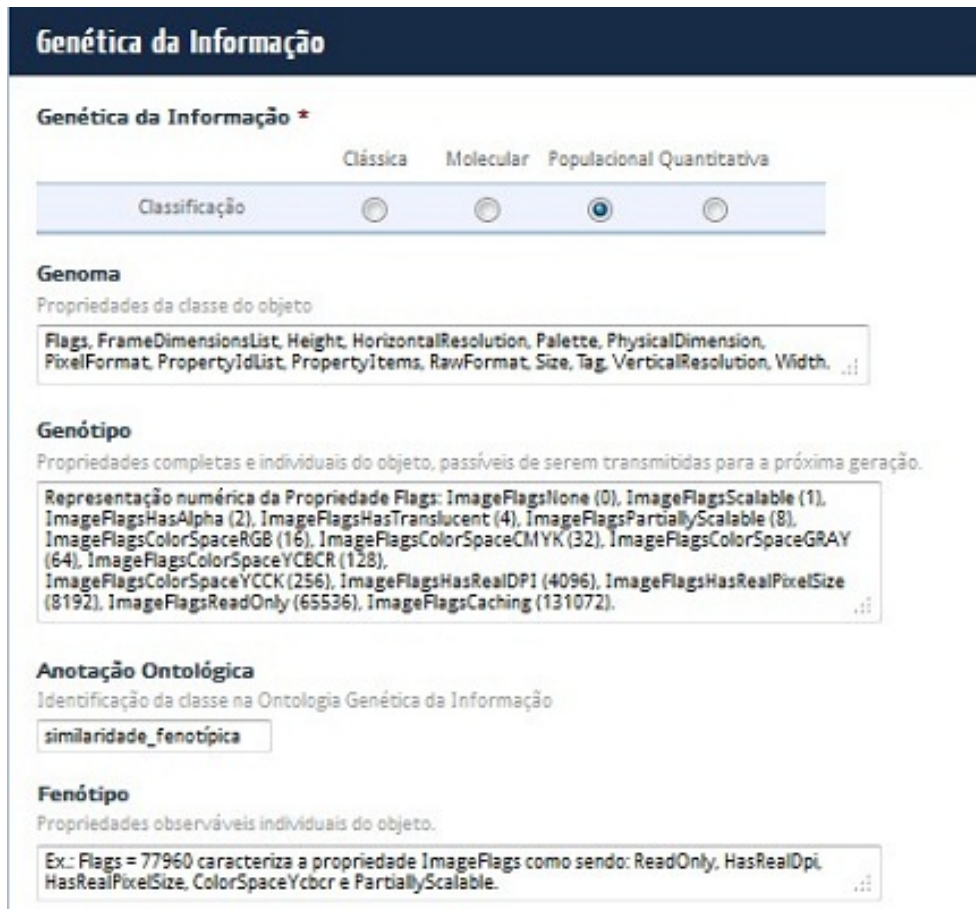 Genética da Informação
Genética da Informação *
Clássica Molecular Populacional Quantitativa
Classificação
Genoma
Propriedades da classe do objeto
Flags, FrameDimensionsList, Height, HorizontalResolution, Palette, PhysicalDimension,
PixelFormat, PropertyIdList, PropertyItems, RawFormat, Size, Tag, VerticalResolution, Width.
Genótipo
Propriedades completas e individuais do objeto, passíveis de serem transmitidas para a próxima geração.
Representação numérica da Propriedade Flags: ImageFlagsNone (0), ImageFlagsScalable (1),
ImageFlagsHasAlpha (2), ImageFlagsHasTranslucent (4), ImageFlagsPartiallyScalable (8),
ImageFlagsColorSpaceRGB (16), ImageFlagsColorSpaceCMYK (32), ImageFlagsColorSpaceGRAY
(64), ImageFlagsColorSpaceYCBCR (128),
ImageFlagsColorSpaceYCCK (256), ImageFlagsHasRealDPI (4096), ImageFlagsHasRealPixelSize
(8192), ImageFlagsReadOnly (65536), ImageFlagsCaching (131072).
Anotação Ontológica
Identificação da classe na Ontologia Genética da Informação
similaridade_fenotípica
Fenótipo
Propriedades observáveis individuais do objeto.
Ex.: Flags = 77960 caracteriza a propriedade ImageFlags como sendo: ReadOnly, HasRealDpi,
HasRealPixelSize, ColorSpaceYcbcr e PartiallyScalable.